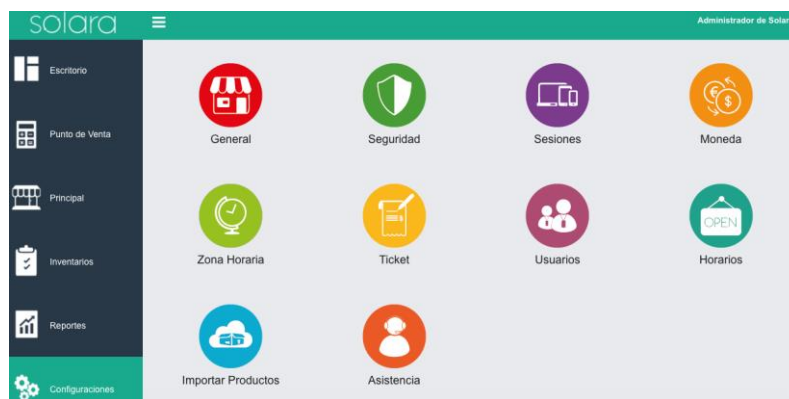 solara
Administrador de Solar
Escritorio
Punto de Venta
Principal
Inventarios
Reportes
Configuraciones
General
Seguridad
Sesiones
Moneda
€
$
Zona Horaria
Ticket
Usuarios
OPEN
Horarios
Importar Productos
Asistencia